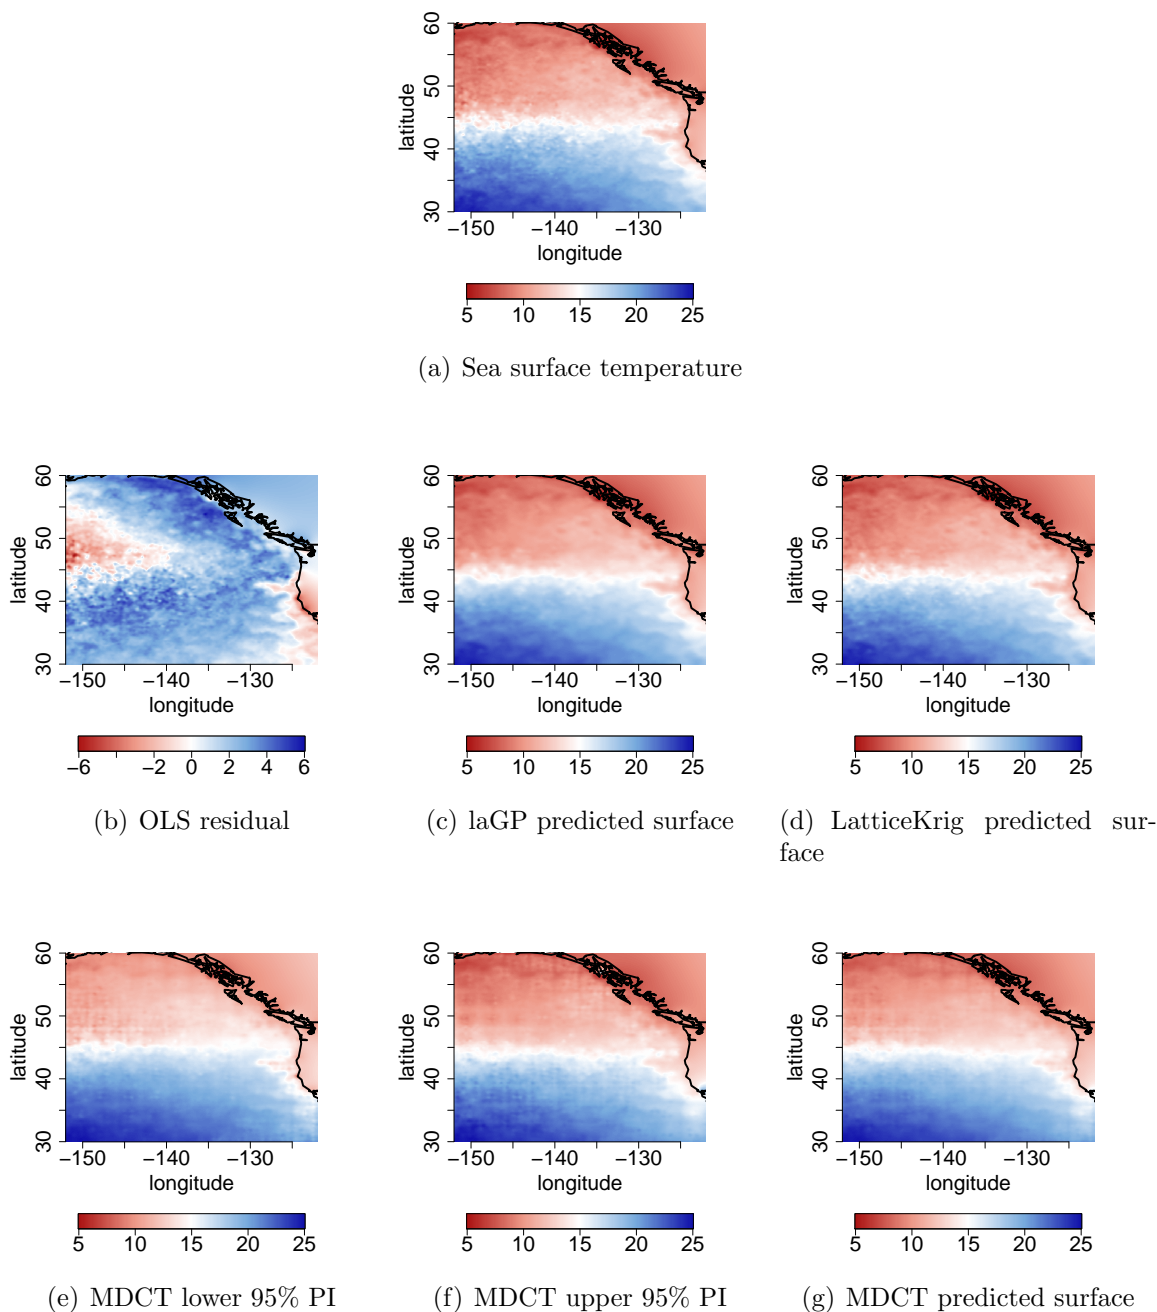 60
50
40
30
latitude
−150 −140 −130
longitude
5 10 15 20 25
(a) Sea surface temperature
60 60 60
50 50 50
40 40 40
30 30 30
latitude latitude latitude
−150 −140 −130 −150 −140 −130 −150 −140 −130
longitude longitude longitude
−6 −2 0 2 4 6 5 10 15 20 25 5 10 15 20 25
(b) OLS residual (c) laGP predicted surface (d) LatticeKrig predicted sur-
face
60 60 60
50 50 50
40 40 40
30 30 30
latitude latitude latitude
−150 −140 −130 −150 −140 −130 −150 −140 −130
longitude longitude longitude
5 10 15 20 25 5 10 15 20 25 5 10 15 20 25
(e) MDCT lower 95% PI (f) MDCT upper 95% PI (g) MDCT predicted surface